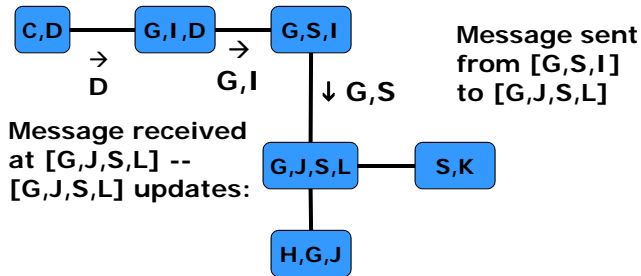 C,D
G,I,D
G,S,I
→
D
→
G,I
↓ G,S
Message sent
from [G,S,I]
to [G,J,S,L]
Message received
at [G,J,S,L] --
[G,J,S,L] updates:
G,J,S,L
S,K
H,G,J